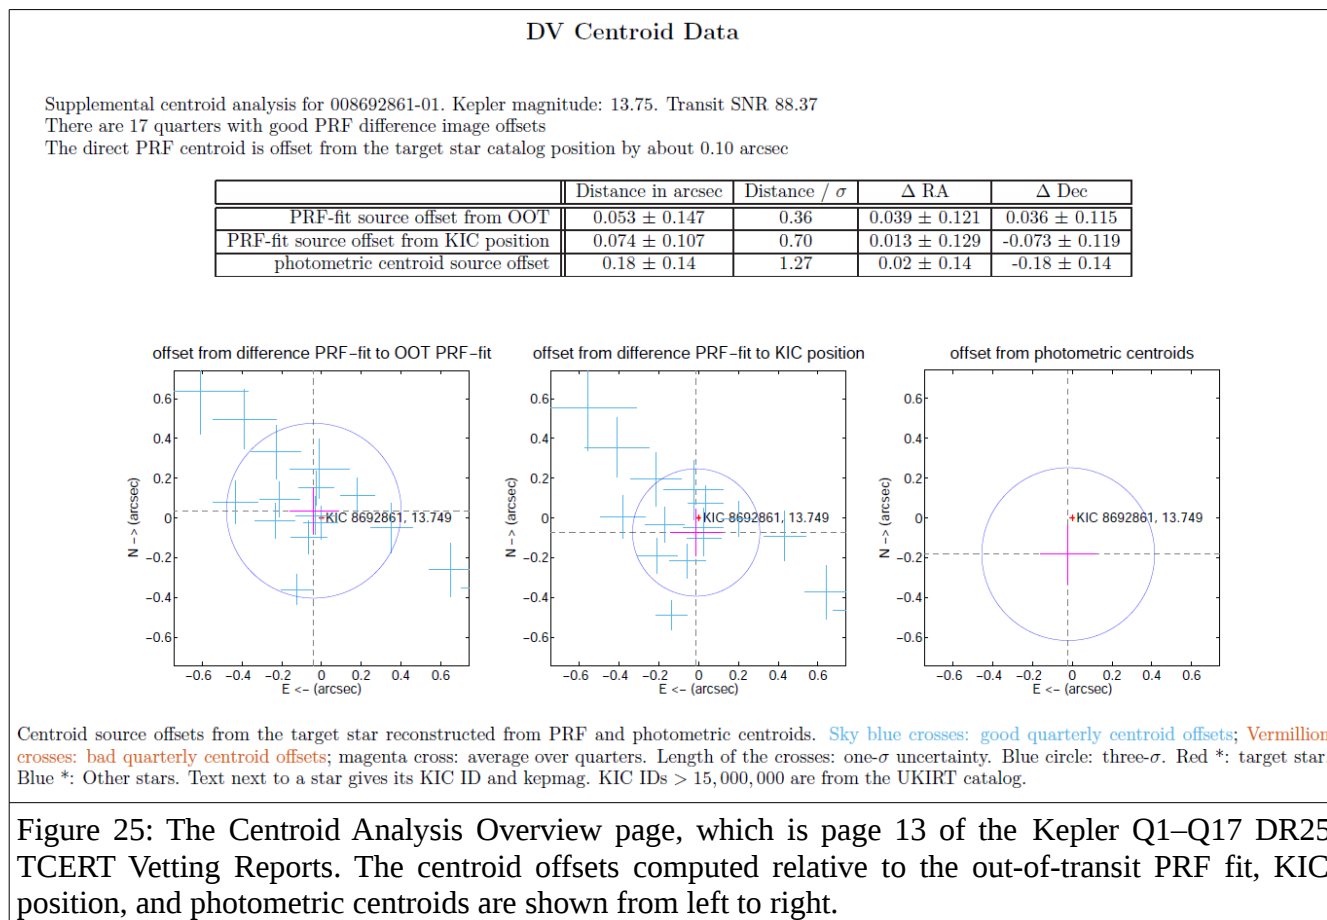 DV Centroid Data
Supplemental centroid analysis for 008692861-01. Kepler magnitude: 13.75. Transit SNR 88.37
There are 17 quarters with good PRF difference image offsets
The direct PRF centroid is offset from the target star catalog position by about 0.10 arcsec
Distance in arcsec Distance / σ Δ RA Δ Dec
PRF-fit source offset from OOT 0.053 ± 0.147 0.36 0.039 ± 0.121 0.036 ± 0.115
PRF-fit source offset from KIC position 0.074 ± 0.107 0.70 0.013 ± 0.129 -0.073 ± 0.119
photometric centroid source offset 0.18 ± 0.14 1.27 0.02 ± 0.14 -0.18 ± 0.14
offset from difference PRF−fit to OOT PRF−fit
0.6
0.4
0.2
0
−0.2
−0.4
−0.6
N −> (arcsec)
KIC 8692861, 13.749
−0.6 −0.4 −0.2 0 0.2 0.4 0.6
E <− (arcsec)
offset from difference PRF−fit to KIC position
0.6
0.4
0.2
0
−0.2
−0.4
−0.6
N −> (arcsec)
KIC 8692861, 13.749
−0.6 −0.4 −0.2 0 0.2 0.4 0.6
E <− (arcsec)
offset from photometric centroids
0.6
0.4
0.2
0
−0.2
−0.4
−0.6
N −> (arcsec)
KIC 8692861, 13.749
−0.6 −0.4 −0.2 0 0.2 0.4 0.6
E <− (arcsec)
Centroid source offsets from the target star reconstructed from PRF and photometric centroids. Sky blue crosses: good quarterly centroid offsets; Vermillion
crosses: bad quarterly centroid offsets; magenta cross: average over quarters. Length of the crosses: one-σ uncertainty. Blue circle: three-σ. Red *: target star.
Blue *: Other stars. Text next to a star gives its KIC ID and kepmag. KIC IDs > 15,000,000 are from the UKIRT catalog.
Figure 25: The Centroid Analysis Overview page, which is page 13 of the Kepler Q1–Q17 DR25
TCERT Vetting Reports. The centroid offsets computed relative to the out-of-transit PRF fit, KIC
position, and photometric centroids are shown from left to right.